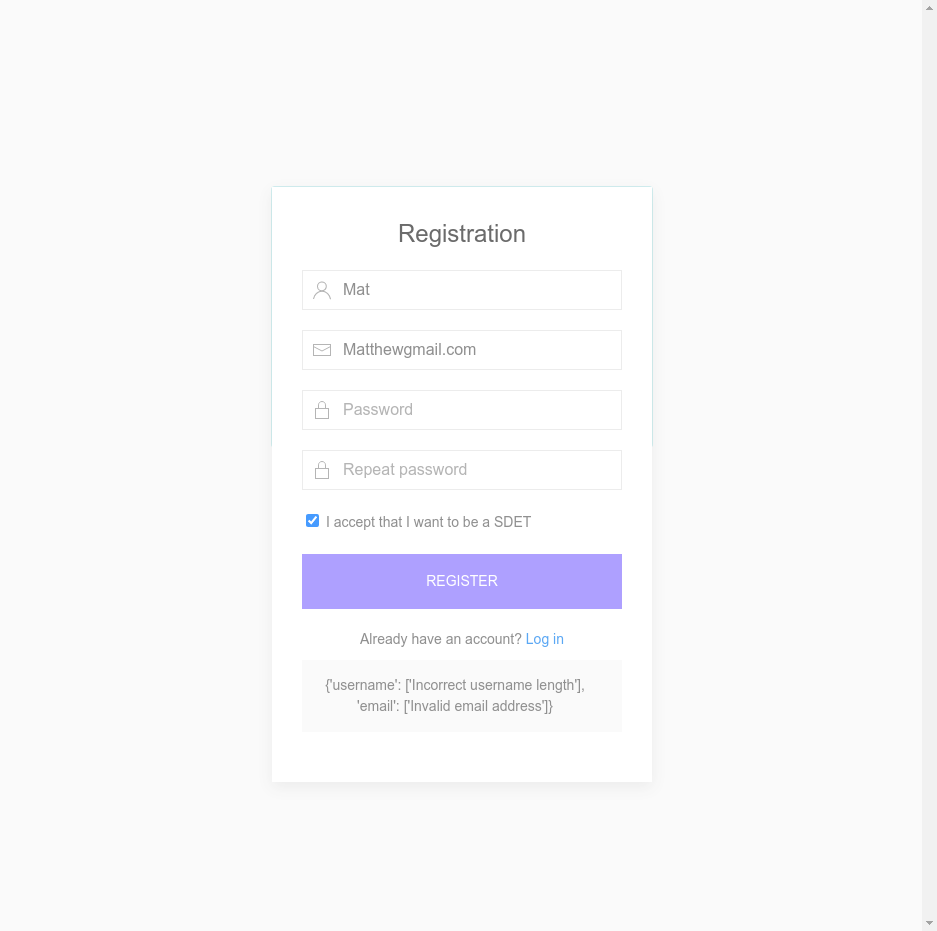 Registration
Mat
Matthewgmail.com
Password
Repeat password
I accept that I want to be a SDET
REGISTER
Already have an account? Log in
{'username': ['Incorrect username length'],
'email': ['Invalid email address']}